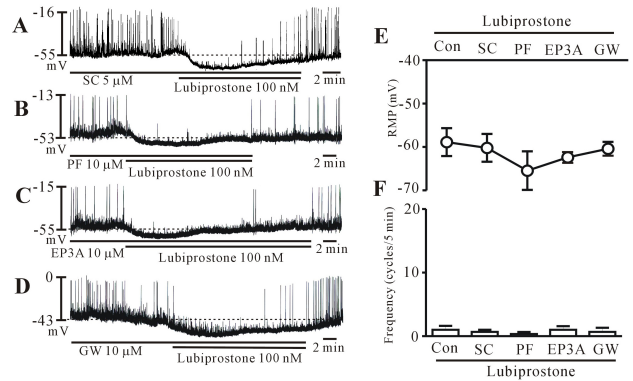 A
-16
-55
mV
SC 5 μM
Lubiprostone 100 nM
2 min
B
-13
-53
mV
PF 10 μM
Lubiprostone 100 nM
2 min
C
-15
-55
mV
EP3A 10 μM
Lubiprostone 100 nM
2 min
D
0
-43
mV
GW 10 μM
Lubiprostone 100 nM
2 min
E
Lubiprostone
Con SC PF EP3A GW
-40
-50
-60
-70
RMP (mV)
F
20
10
0
Frequency (cycles/5 min)
Con SC PF EP3A GW
Lubiprostone